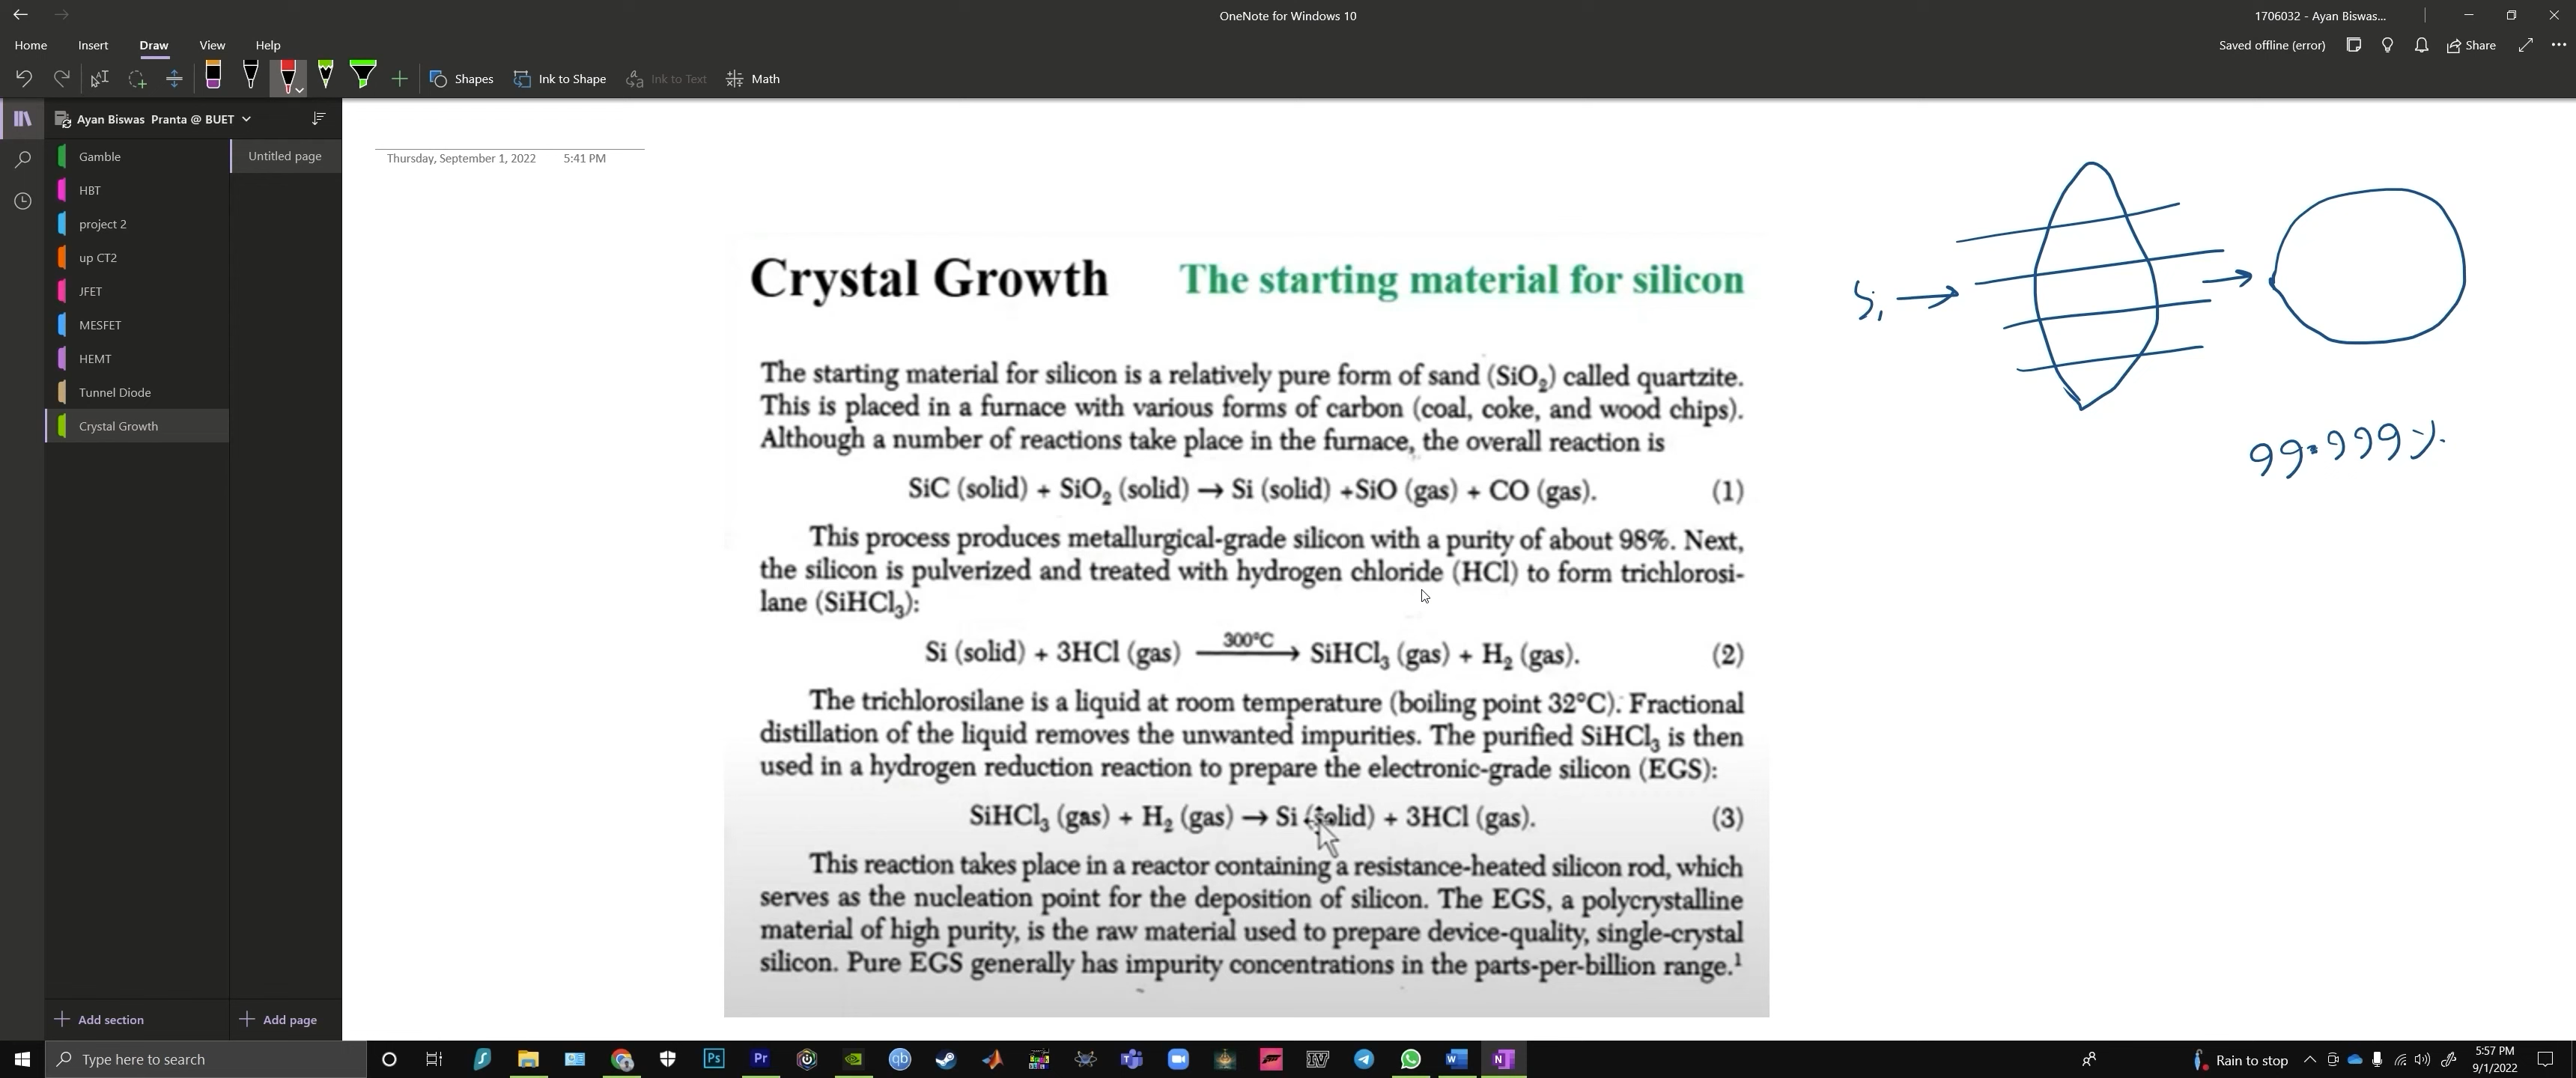 OneNote for Windows 10
1706032 - Ayan Biswas...
Home Insert Draw View Help
Saved offline (error) Share
Shapes Ink to Shape Ink to Text Math
Ayan Biswas Pranta @ BUET
Gamble
HBT
project 2
up CT2
JFET
MESFET
HEMT
Tunnel Diode
Crystal Growth
Add section
Untitled page
Add page
Thursday, September 1, 2022 5:41 PM
Crystal Growth The starting material for silicon
The starting material for silicon is a relatively pure form of sand (SiO₂) called quartzite.
This is placed in a furnace with various forms of carbon (coal, coke, and wood chips).
Although a number of reactions take place in the furnace, the overall reaction is
SiC (solid) + SiO₂ (solid) → Si (solid) +SiO (gas) + CO (gas). (1)
This process produces metallurgical-grade silicon with a purity of about 98%. Next,
the silicon is pulverized and treated with hydrogen chloride (HCl) to form trichlorosi-
lane (SiHCl₃):
300°C
Si (solid) + 3HCl (gas) ⟶ SiHCl₃ (gas) + H₂ (gas). (2)
The trichlorosilane is a liquid at room temperature (boiling point 32°C). Fractional
distillation of the liquid removes the unwanted impurities. The purified SiHCl₃ is then
used in a hydrogen reduction reaction to prepare the electronic-grade silicon (EGS):
SiHCl₃ (gas) + H₂ (gas) → Si (solid) + 3HCl (gas). (3)
This reaction takes place in a reactor containing a resistance-heated silicon rod, which
serves as the nucleation point for the deposition of silicon. The EGS, a polycrystalline
material of high purity, is the raw material used to prepare device-quality, single-crystal
silicon. Pure EGS generally has impurity concentrations in the parts-per-billion range.¹
Si →
→
99.999%
Type here to search
Ps
Pr
qb
IV
W
N
Rain to stop
5:57 PM
9/1/2022